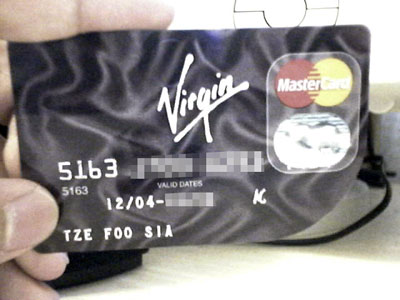 Virgin
MasterCard
5163
5163
VALID DATES
12/04-
TZE FOO SIA